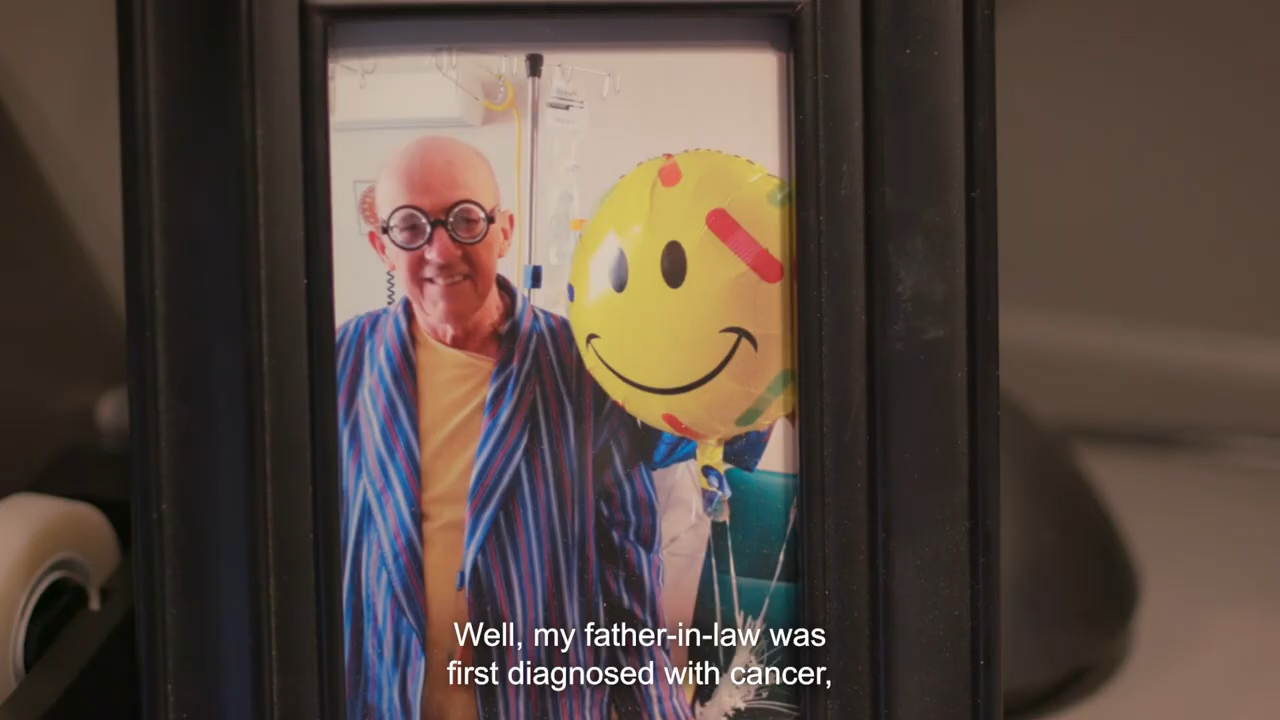 Well, my father-in-law was
first diagnosed with cancer,